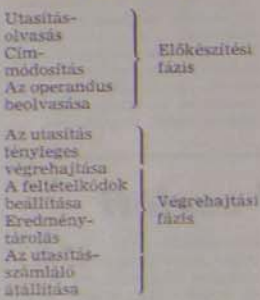 Utasítás-
olvasás
Cím-
módosítás
Az operandus
beolvasása
Előkészítési
fázis
Az utasítás
tényleges
végrehajtása
A feltételkódok
beállítása
Eredmény-
tárolás
Az utasítás-
számláló
átállítása
Végrehajtási
fázis